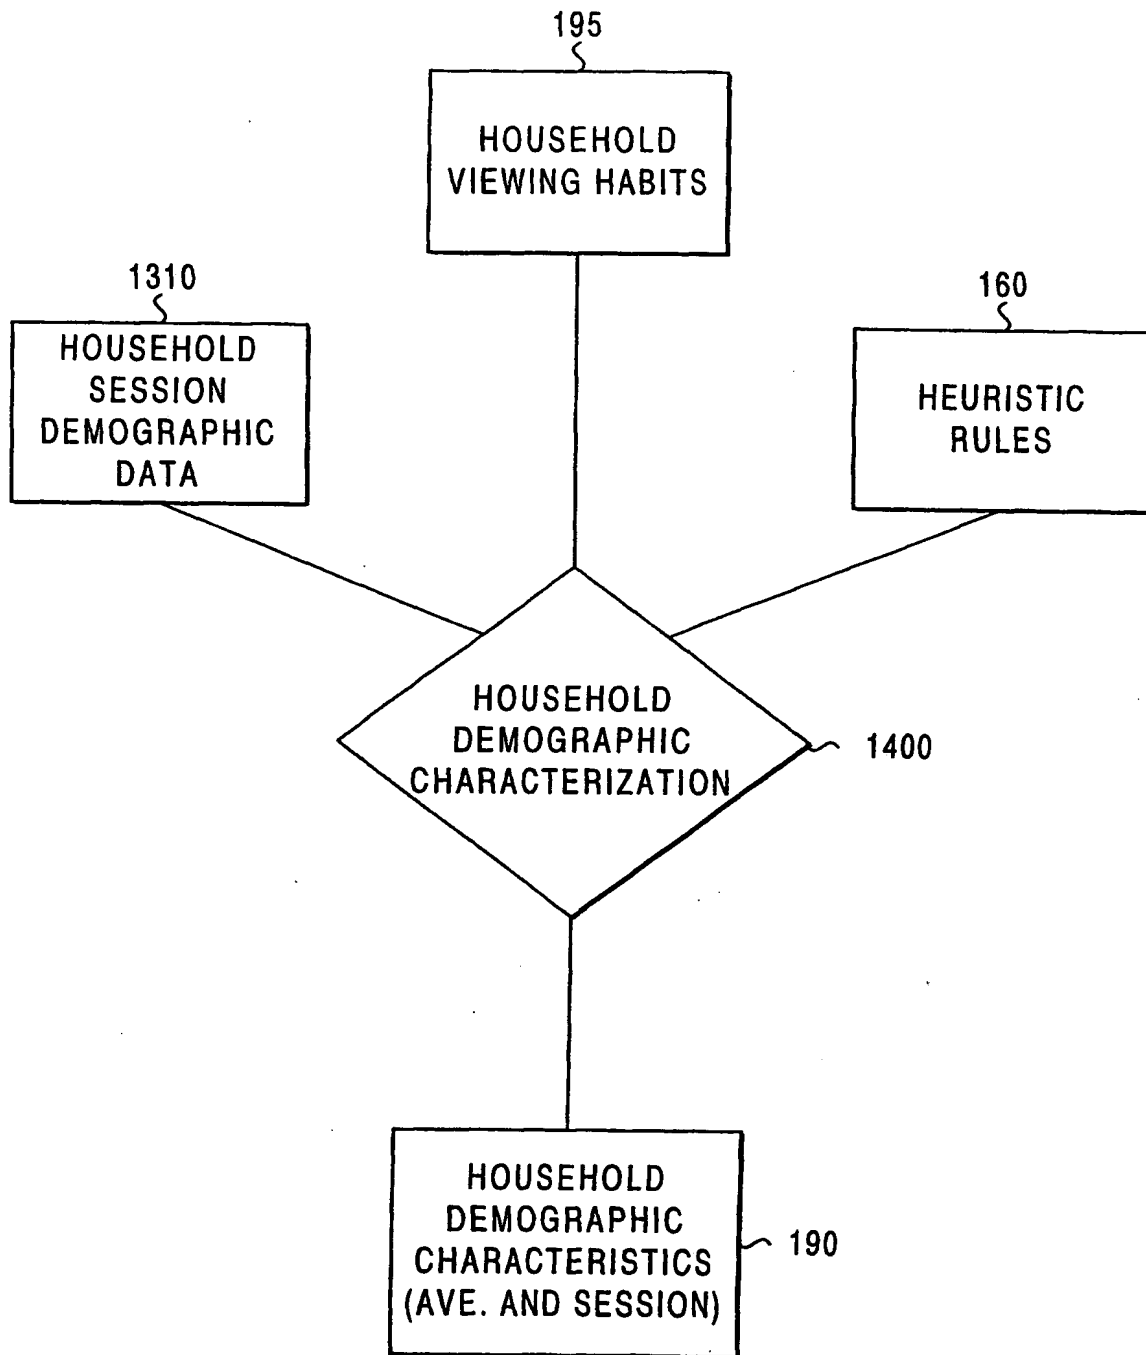 195
HOUSEHOLD
VIEWING HABITS
1310
HOUSEHOLD
SESSION
DEMOGRAPHIC
DATA
160
HEURISTIC
RULES
HOUSEHOLD
DEMOGRAPHIC
CHARACTERIZATION
1400
HOUSEHOLD
DEMOGRAPHIC
CHARACTERISTICS
(AVE. AND SESSION)
190